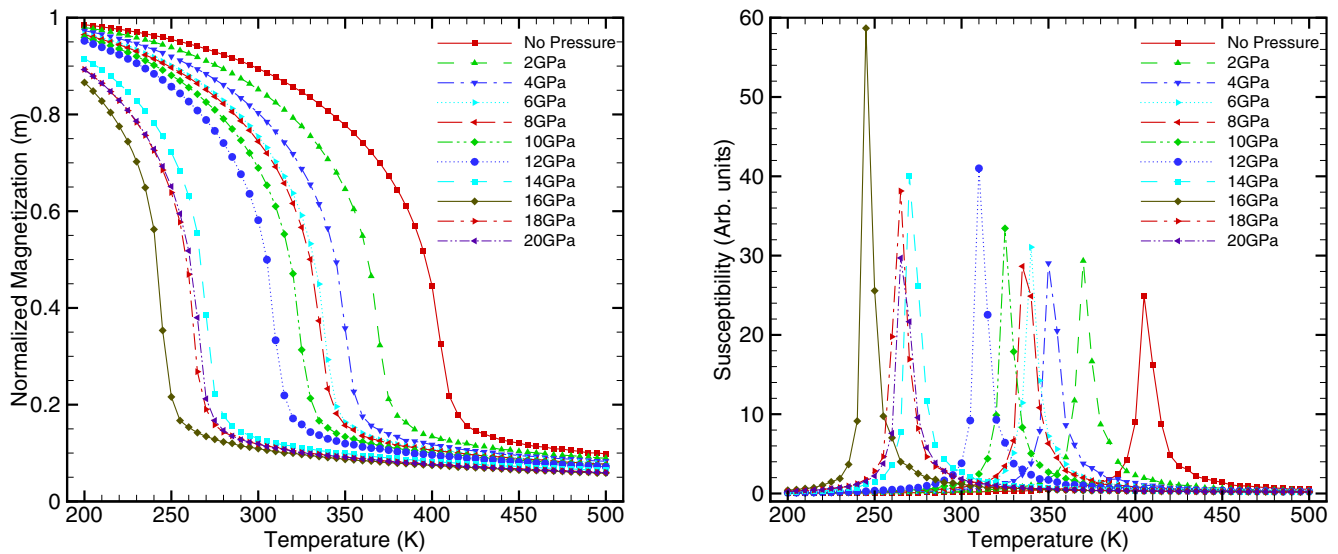 Normalized Magnetization (m)
1
0.8
0.6
0.4
0.2
0
200 250 300 350 400 450 500
Temperature (K)
No Pressure
2GPa
4GPa
6GPa
8GPa
10GPa
12GPa
14GPa
16GPa
18GPa
20GPa
Susceptibility (Arb. units)
60
50
40
30
20
10
0
200 250 300 350 400 450 500
Temperature (K)
No Pressure
2GPa
4GPa
6GPa
8GPa
10GPa
12GPa
14GPa
16GPa
18GPa
20GPa